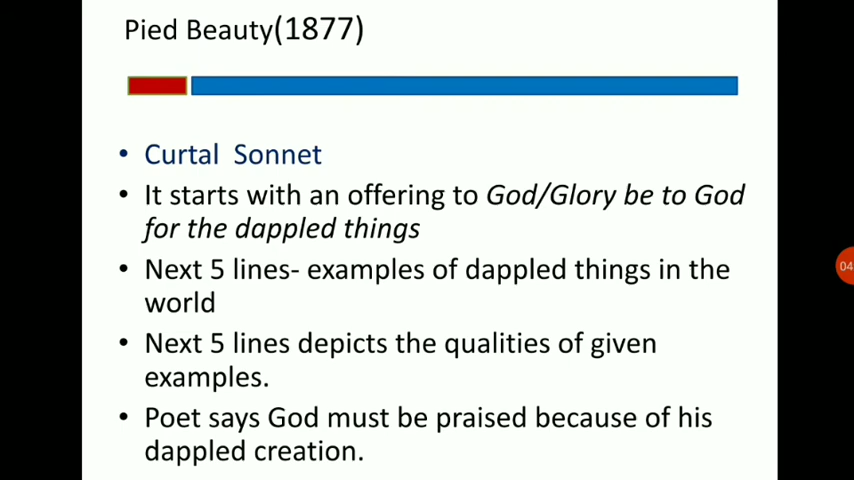 Pied Beauty(1877)
• Curtal Sonnet
• It starts with an offering to God/Glory be to God
for the dappled things
• Next 5 lines- examples of dappled things in the
world
• Next 5 lines depicts the qualities of given
examples.
• Poet says God must be praised because of his
dappled creation.
04